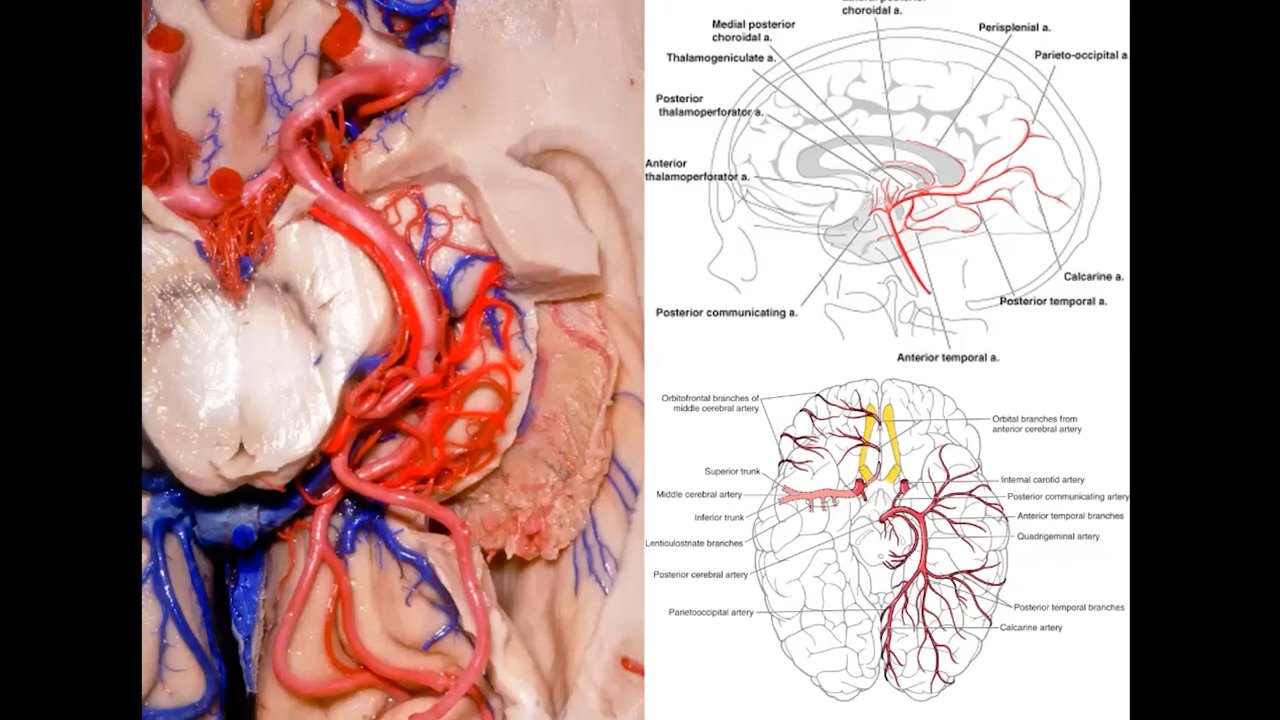 choroidal a.
Medial posterior
choroidal a.
Perisplenial a.
Thalamogeniculate a.
Parieto-occipital a
Posterior
thalamoperforator a.
Anterior
thalamoperforator a.
Calcarine a.
Posterior temporal a.
Posterior communicating a.
Anterior temporal a.
Orbitofrontal branches of
middle cerebral artery
Orbital branches from
anterior cerebral artery
Superior trunk
Internal carotid artery
Middle cerebral artery
Posterior communicating artery
Inferior trunk
Anterior temporal branches
Quadrigeminal artery
Lenticulostriate branches
Posterior cerebral artery
Parietooccipital artery
Posterior temporal branches
Calcarine artery